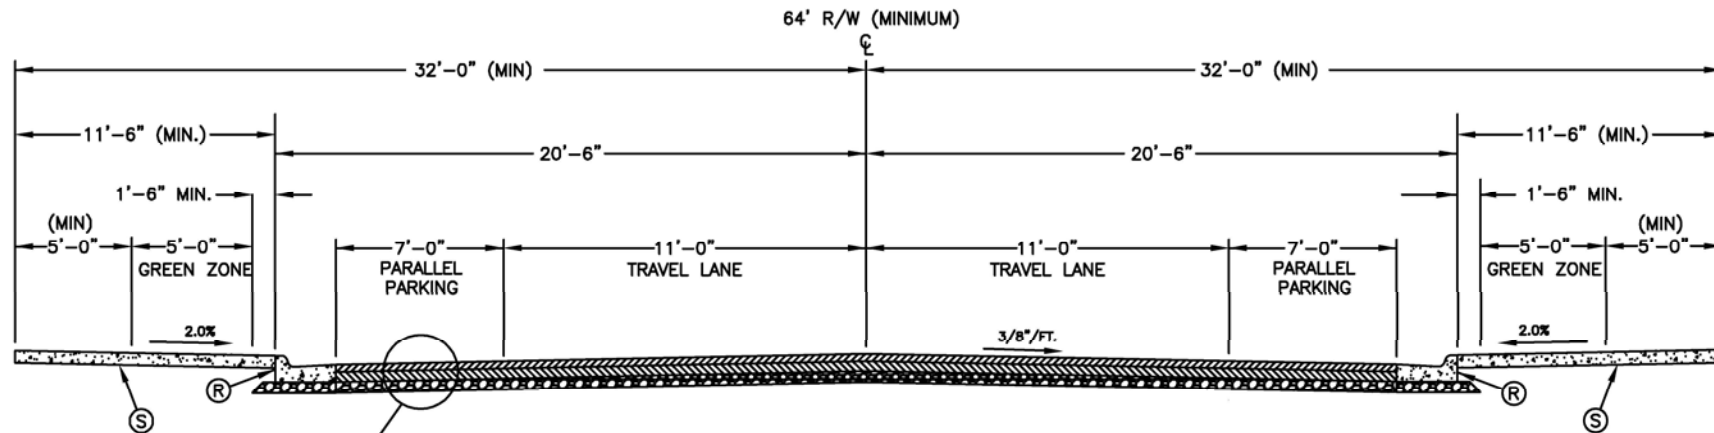 64' R/W (MINIMUM)
℄
32'-0" (MIN)
32'-0" (MIN)
11'-6" (MIN.)
11'-6" (MIN.)
20'-6"
20'-6"
1'-6" MIN.
1'-6" MIN.
(MIN)
(MIN)
5'-0"
5'-0"
7'-0"
11'-0"
11'-0"
7'-0"
5'-0"
5'-0"
GREEN ZONE
PARALLEL
PARKING
TRAVEL LANE
TRAVEL LANE
PARALLEL
PARKING
GREEN ZONE
2.0%
3/8"/FT.
2.0%
R
R
S
S